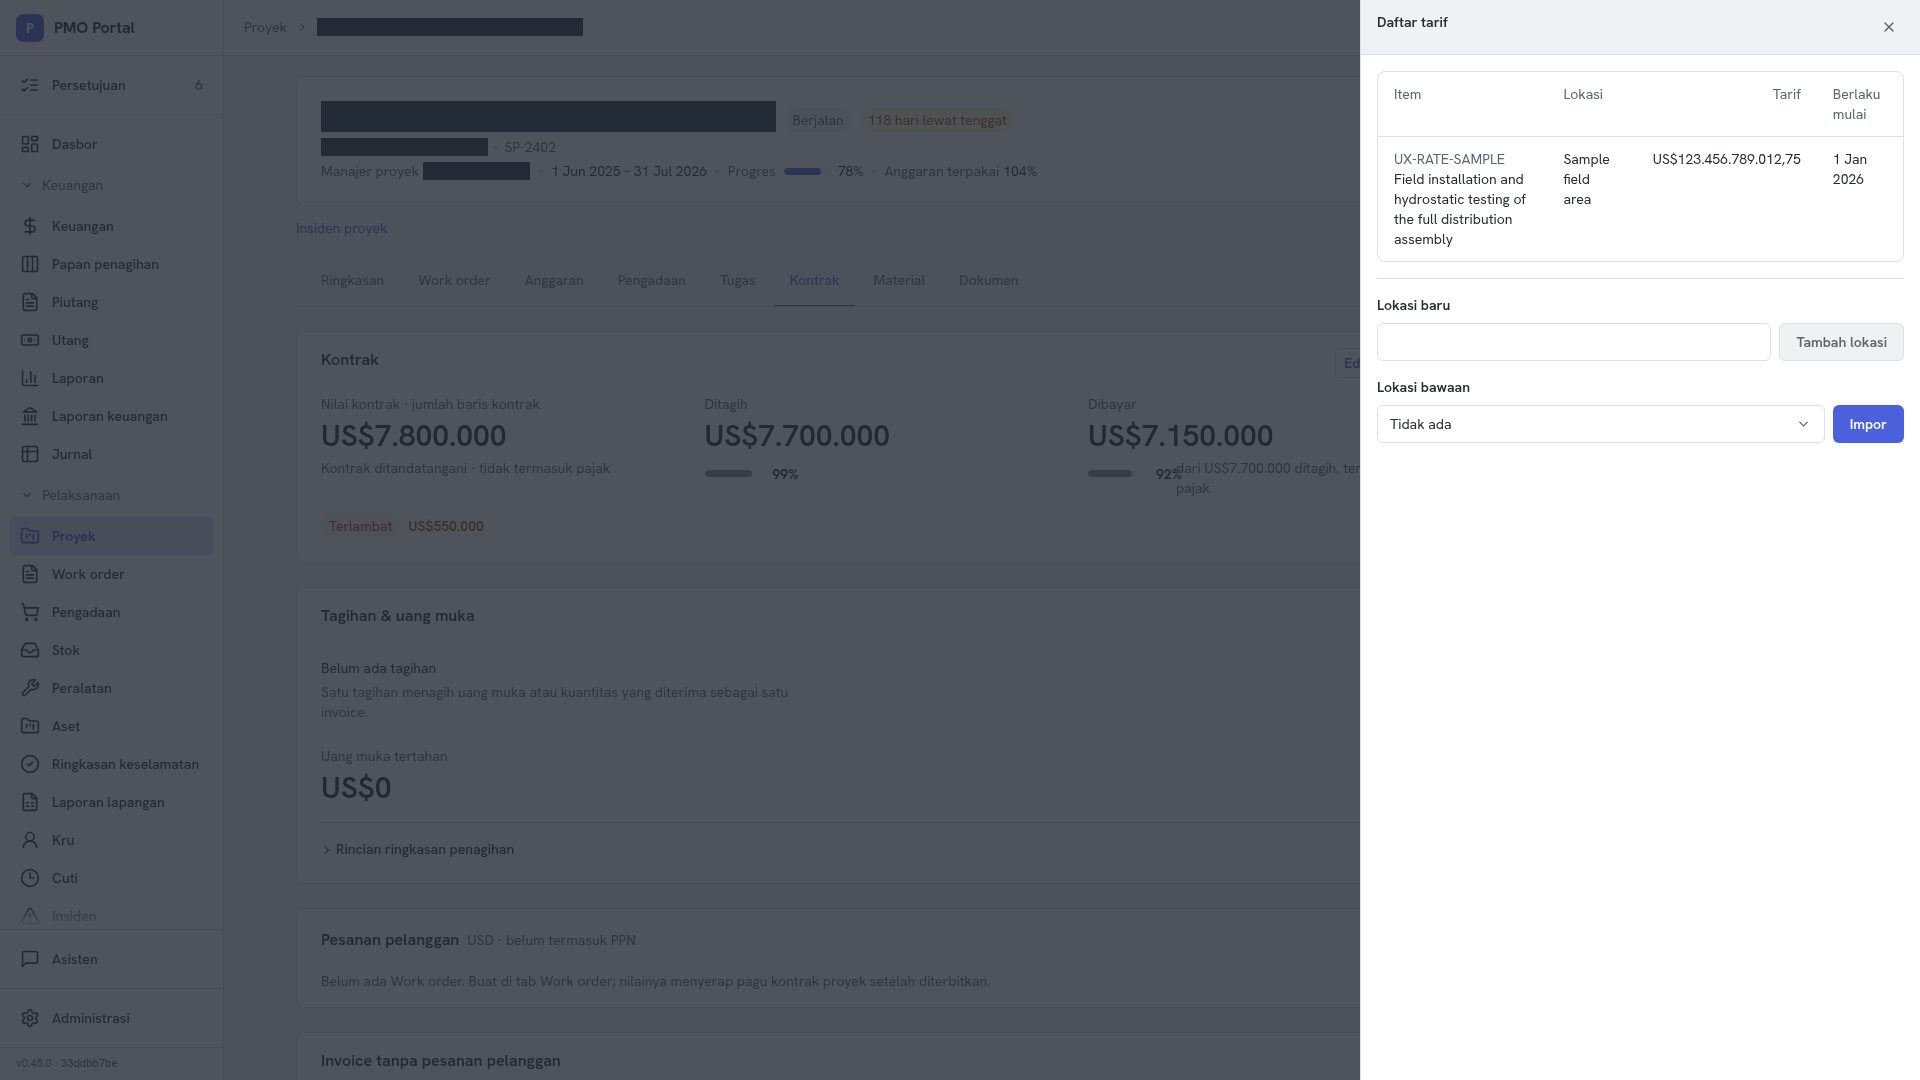 P PMO Portal
Persetujuan 6
Dasbor
Keuangan
Keuangan
Papan penagihan
Piutang
Utang
Laporan
Laporan keuangan
Jurnal
Pelaksanaan
Proyek
Work order
Pengadaan
Stok
Peralatan
Aset
Ringkasan keselamatan
Laporan lapangan
Kru
Cuti
Insiden
Asisten
Administrasi
v0.45.0 · 33ddbb7be
Proyek
Berjalan 118 hari lewat tenggat
· SP-2402
Manajer proyek · 1 Jun 2025 – 31 Jul 2026 · Progres 78% · Anggaran terpakai 104%
Insiden proyek
Ringkasan Work order Anggaran Pengadaan Tugas Kontrak Material Dokumen
Kontrak
Nilai kontrak · jumlah baris kontrak
US$7.800.000
Kontrak ditandatangani · tidak termasuk pajak
Ditagih
US$7.700.000
99%
Dibayar
US$7.150.000
92%
dari US$7.700.000 ditagih,
pajak
Terlambat US$550.000
Tagihan & uang muka
Belum ada tagihan
Satu tagihan menagih uang muka atau kuantitas yang diterima sebagai satu
invoice.
Uang muka tertahan
US$0
Rincian ringkasan penagihan
Pesanan pelanggan USD · belum termasuk PPN
Belum ada Work order. Buat di tab Work order; nilainya menyerap pagu kontrak proyek setelah diterbitkan.
Invoice tanpa pesanan pelanggan
Daftar tarif
Item Lokasi Tarif Berlaku
mulai
UX-RATE-SAMPLE Sample US$123.456.789.012,75 1 Jan
Field installation and field 2026
hydrostatic testing of area
the full distribution
assembly
Lokasi baru
Tambah lokasi
Lokasi bawaan
Tidak ada Impor